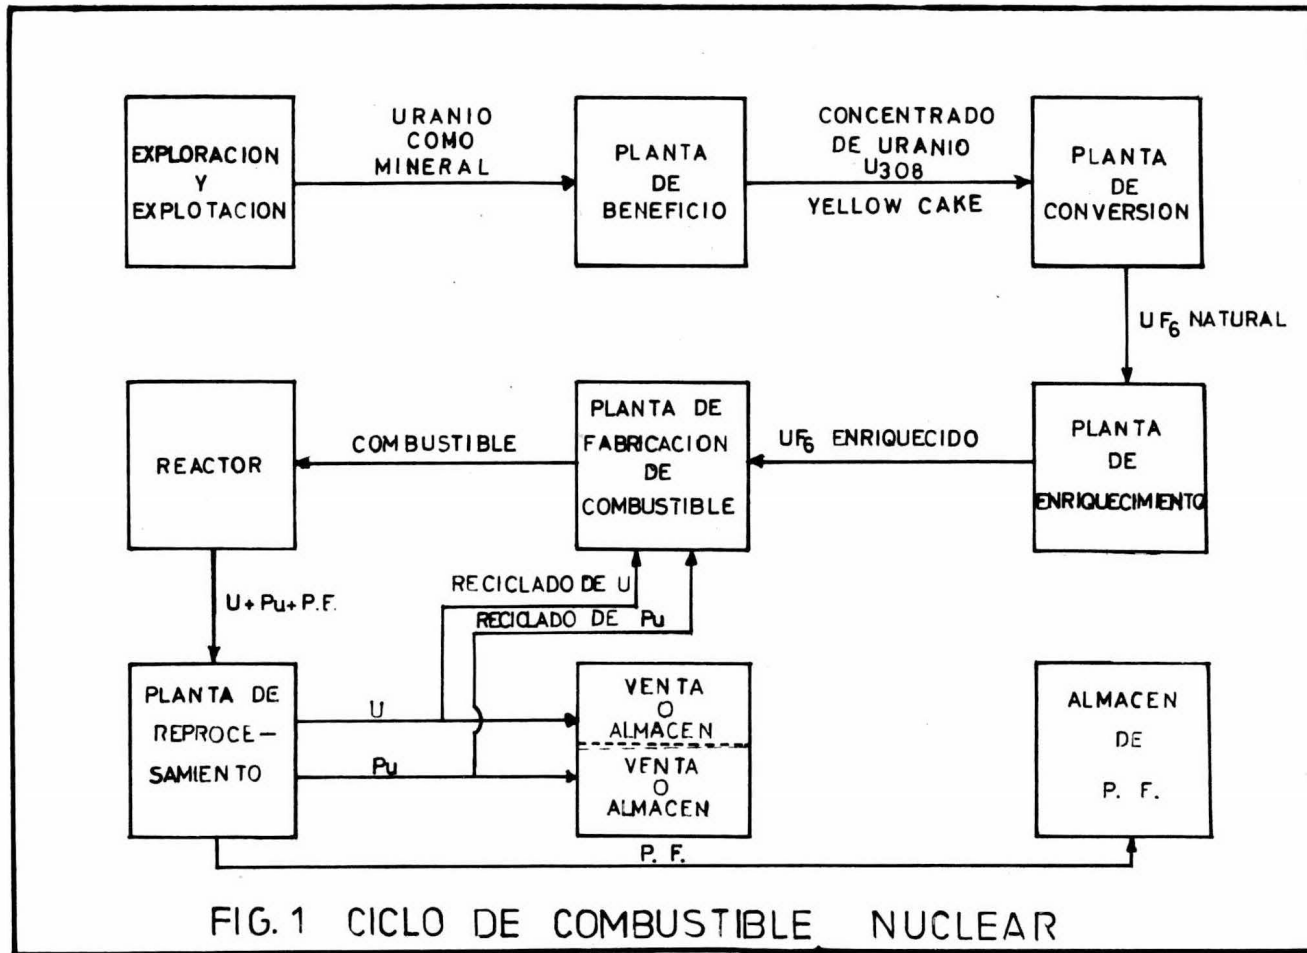 EXPLORACION
Y
EXPLOTACION
URANIO
COMO
MINERAL
PLANTA
DE
BENEFICIO
CONCENTRADO
DE URANIO
U308
YELLOW CAKE
PLANTA
DE
CONVERSION
UF6 NATURAL
REACTOR
COMBUSTIBLE
PLANTA DE
FABRICACION
DE
COMBUSTIBLE
UF6 ENRIQUECIDO
PLANTA
DE
ENRIQUECIMIENTO
U+Pu+P.F.
RECICLADO DE U
RECICLADO DE Pu
PLANTA DE
REPROCE-
SAMIENTO
U
Pu
VENTA
O
ALMACEN
VENTA
O
ALMACEN
ALMACEN
DE
P. F.
P. F.
FIG. 1 CICLO DE COMBUSTIBLE NUCLEAR